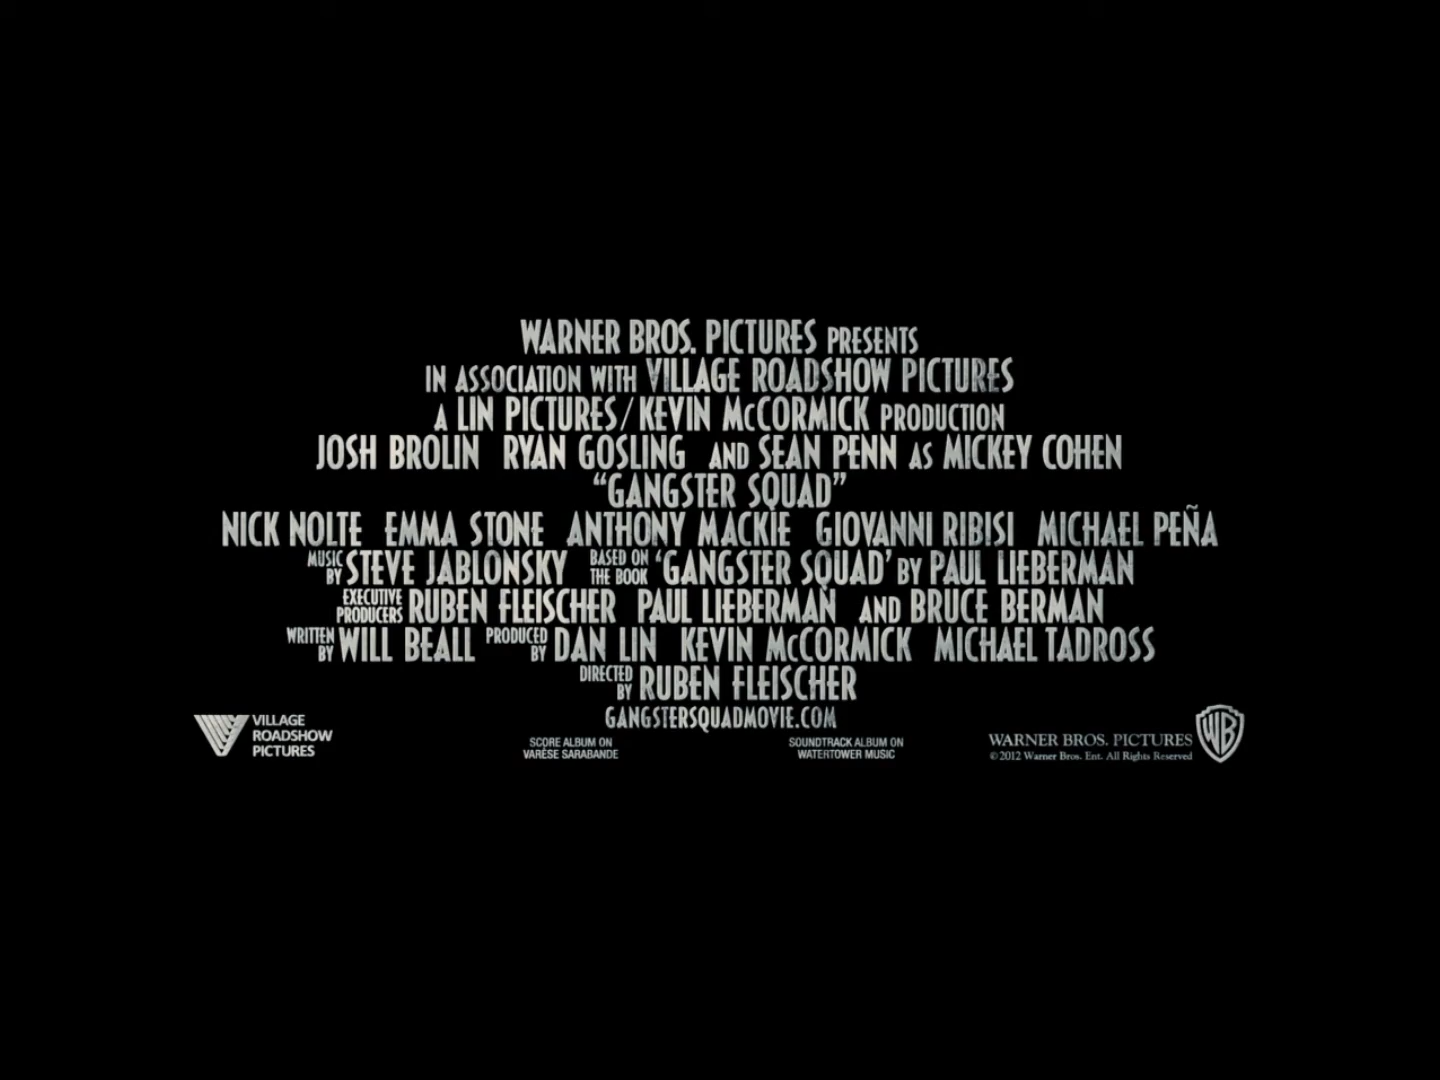 WARNER BROS. PICTURES PRESENTS
IN ASSOCIATION WITH VILLAGE ROADSHOW PICTURES
A LIN PICTURES/KEVIN McCORMICK PRODUCTION
JOSH BROLIN RYAN GOSLING AND SEAN PENN AS MICKEY COHEN
“GANGSTER SQUAD”
NICK NOLTE EMMA STONE ANTHONY MACKIE GIOVANNI RIBISI MICHAEL PEÑA
MUSIC BY STEVE JABLONSKY BASED ON THE BOOK ‘GANGSTER SQUAD’ BY PAUL LIEBERMAN
EXECUTIVE PRODUCERS RUBEN FLEISCHER PAUL LIEBERMAN AND BRUCE BERMAN
WRITTEN BY WILL BEALL PRODUCED BY DAN LIN KEVIN McCORMICK MICHAEL TADROSS
DIRECTED BY RUBEN FLEISCHER
GANGSTERSQUADMOVIE.COM
VILLAGE
ROADSHOW
PICTURES
SCORE ALBUM ON
VARÈSE SARABANDE
SOUNDTRACK ALBUM ON
WATERTOWER MUSIC
WARNER BROS. PICTURES
©2012 Warner Bros. Ent. All Rights Reserved
WB